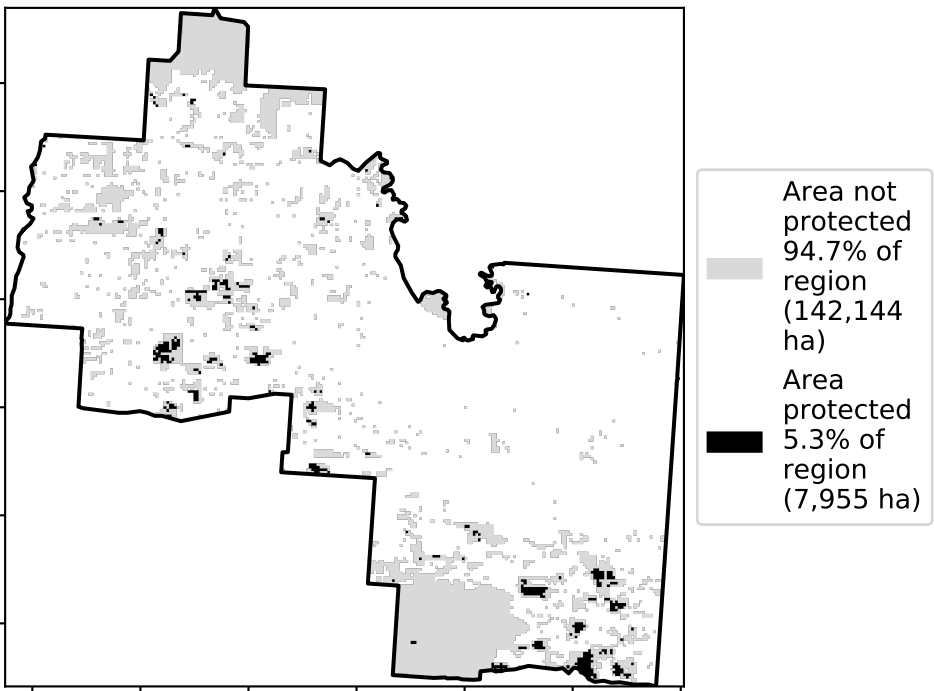 Area not
protected
94.7% of
region
(142,144
ha)
Area
protected
5.3% of
region
(7,955 ha)